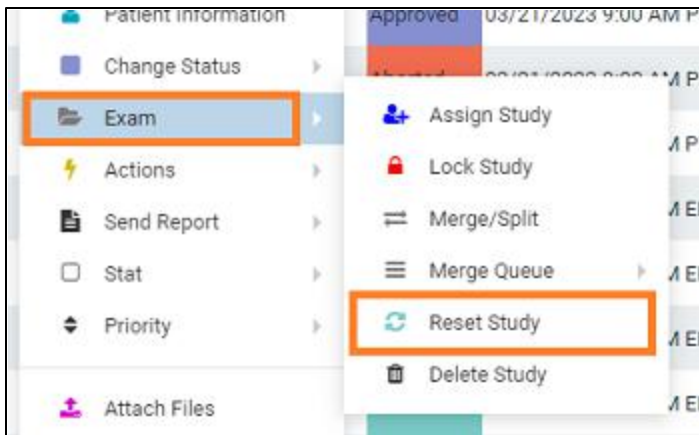 Patient Information
Change Status
Exam
Actions
Send Report
Stat
Priority
Attach Files
Assign Study
Lock Study
Merge/Split
Merge Queue
Reset Study
Delete Study
Approved 03/21/2023 9:00 AM P
AM P
M P
M E
M E
M E
M E
M E